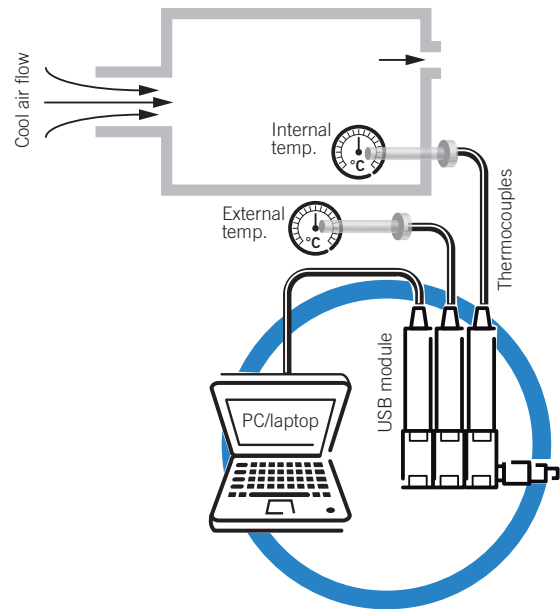 Cool air flow
Internal
temp.
°C
External
temp.
°C
Thermocouples
USB module
PC/laptop